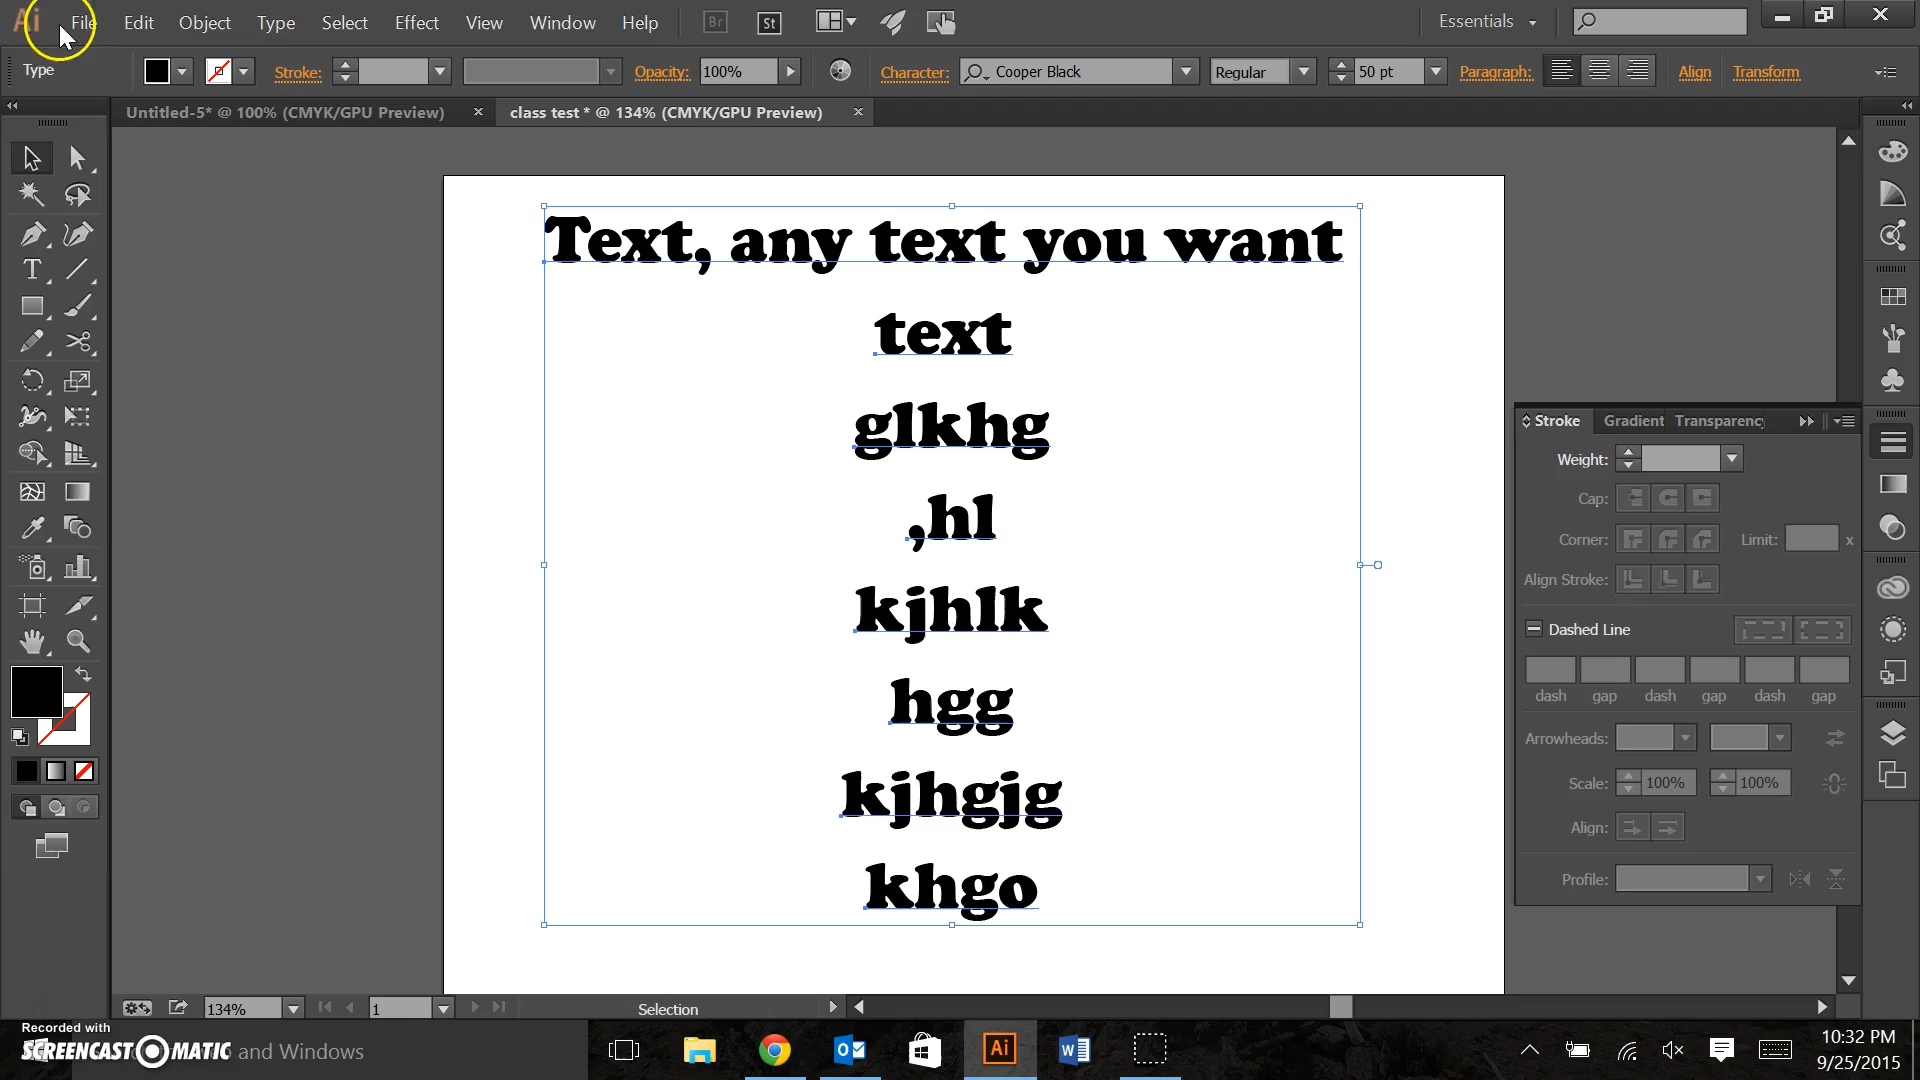 Ai File Edit Object Type Select Effect View Window Help Br St Essentials
Type Stroke: Opacity: 100% Character: Cooper Black Regular 50 pt Paragraph: Align Transform
Untitled-5* @ 100% (CMYK/GPU Preview) × class test * @ 134% (CMYK/GPU Preview) ×
Text, any text you want
text
glkhg
,hl
kjhlk
hgg
kjhgjg
khgo
Stroke Gradient Transparency
Weight:
Cap:
Corner: Limit: x
Align Stroke:
Dashed Line
dash gap dash gap dash gap
Arrowheads:
Scale: 100% 100%
Align:
Profile:
134% 1 Selection
Recorded with
SCREENCAST-O-MATIC
and Windows
Ai
10:32 PM
9/25/2015